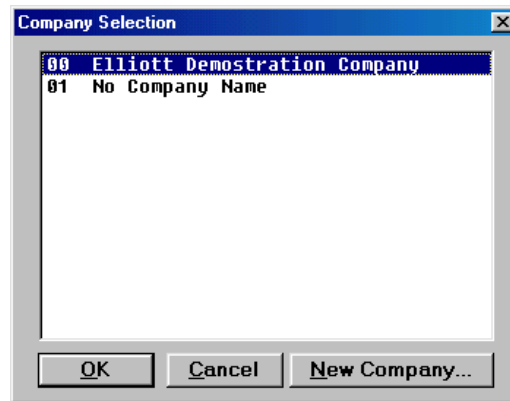 Company Selection
00 Elliott Demostration Company
01 No Company Name
OK Cancel New Company...